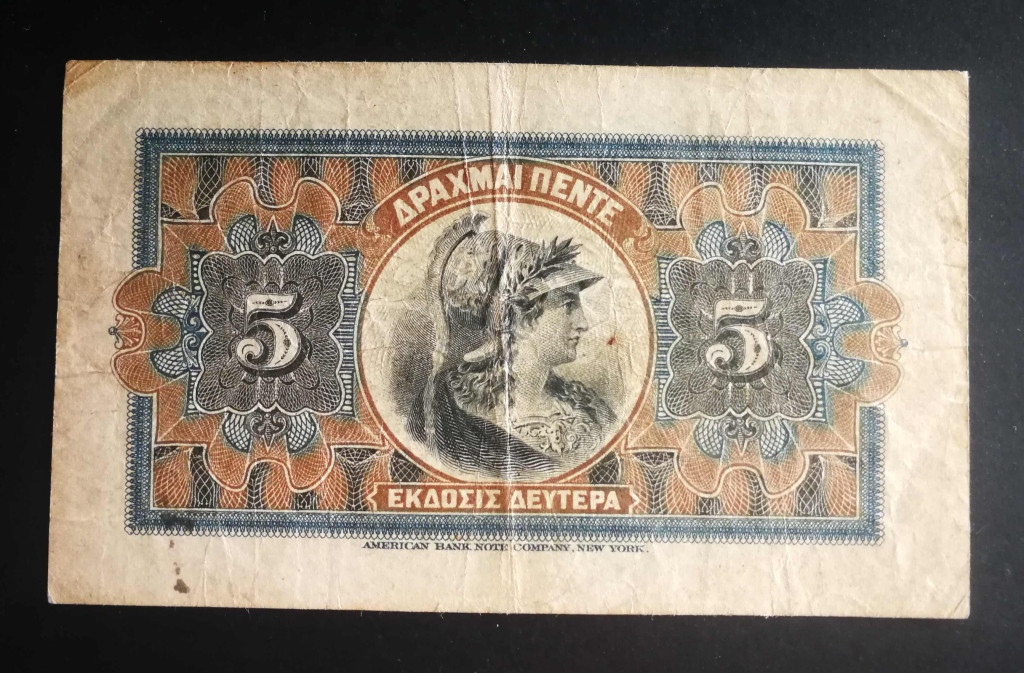 ΔΡΑΧΜΑΙ ΠΕΝΤΕ
5 5
ΕΚΔΟΣΙΣ ΔΕΥΤΕΡΑ
AMERICAN BANK NOTE COMPANY, NEW YORK.